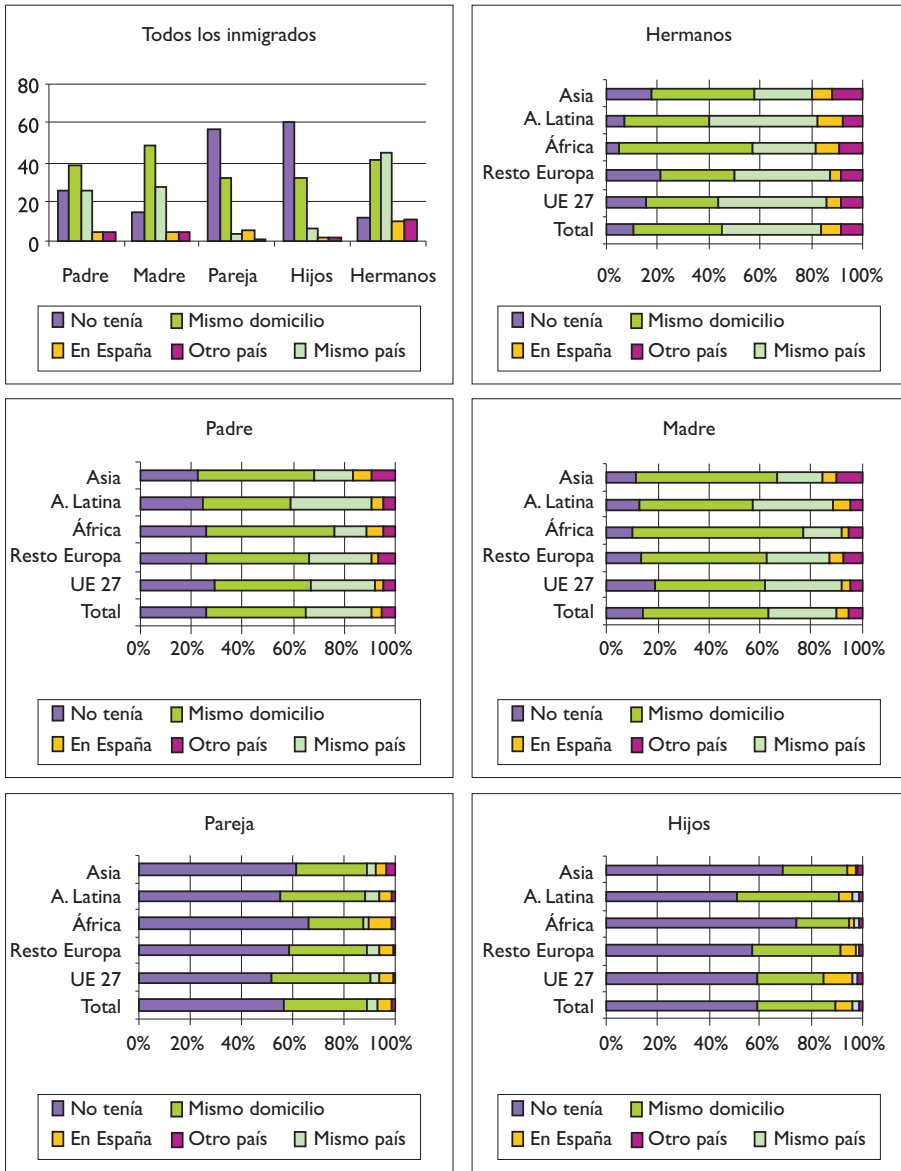 Todos los inmigrados
80
60
40
20
0
Padre Madre Pareja Hijos Hermanos
No tenía Mismo domicilio
En España Otro país Mismo país
Hermanos
Asia
A. Latina
África
Resto Europa
UE 27
Total
0% 20% 40% 60% 80% 100%
No tenía Mismo domicilio
En España Otro país Mismo país
Padre
Asia
A. Latina
África
Resto Europa
UE 27
Total
0% 20% 40% 60% 80% 100%
No tenía Mismo domicilio
En España Otro país Mismo país
Madre
Asia
A. Latina
África
Resto Europa
UE 27
Total
0% 20% 40% 60% 80% 100%
No tenía Mismo domicilio
En España Otro país Mismo país
Pareja
Asia
A. Latina
África
Resto Europa
UE 27
Total
0% 20% 40% 60% 80% 100%
No tenía Mismo domicilio
En España Otro país Mismo país
Hijos
Asia
A. Latina
África
Resto Europa
UE 27
Total
0% 20% 40% 60% 80% 100%
No tenía Mismo domicilio
En España Otro país Mismo país